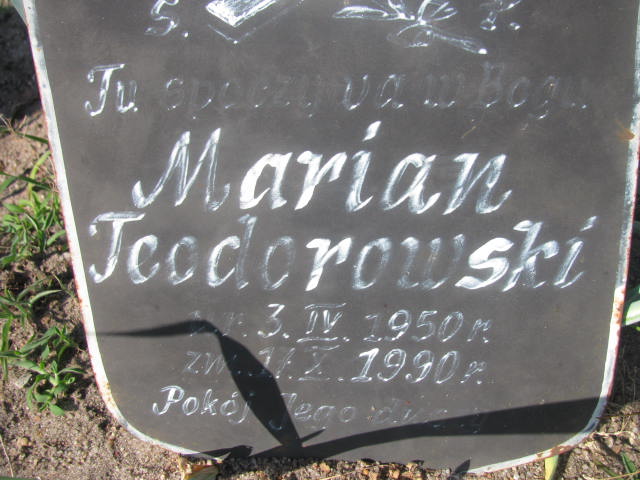 Ś. P.
Tu spoczywa w Bogu
Marian
Teodorowski
ur. 3. IV. 1950 r.
zm. 11. X. 1990 r.
Pokój Jego duszy